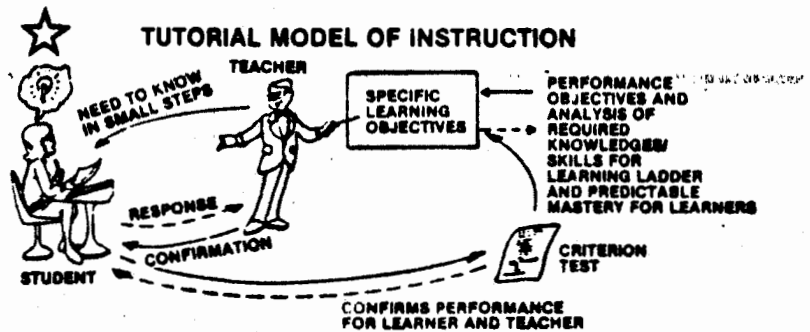 TUTORIAL MODEL OF INSTRUCTION
TEACHER
NEED TO KNOW
IN SMALL STEPS
SPECIFIC
LEARNING
OBJECTIVES
PERFORMANCE
OBJECTIVES AND
ANALYSIS OF
REQUIRED
KNOWLEDGES/
SKILLS FOR
LEARNING LADDER
AND PREDICTABLE
MASTERY FOR LEARNERS
RESPONSE
CONFIRMATION
STUDENT
CRITERION
TEST
CONFIRMS PERFORMANCE
FOR LEARNER AND TEACHER